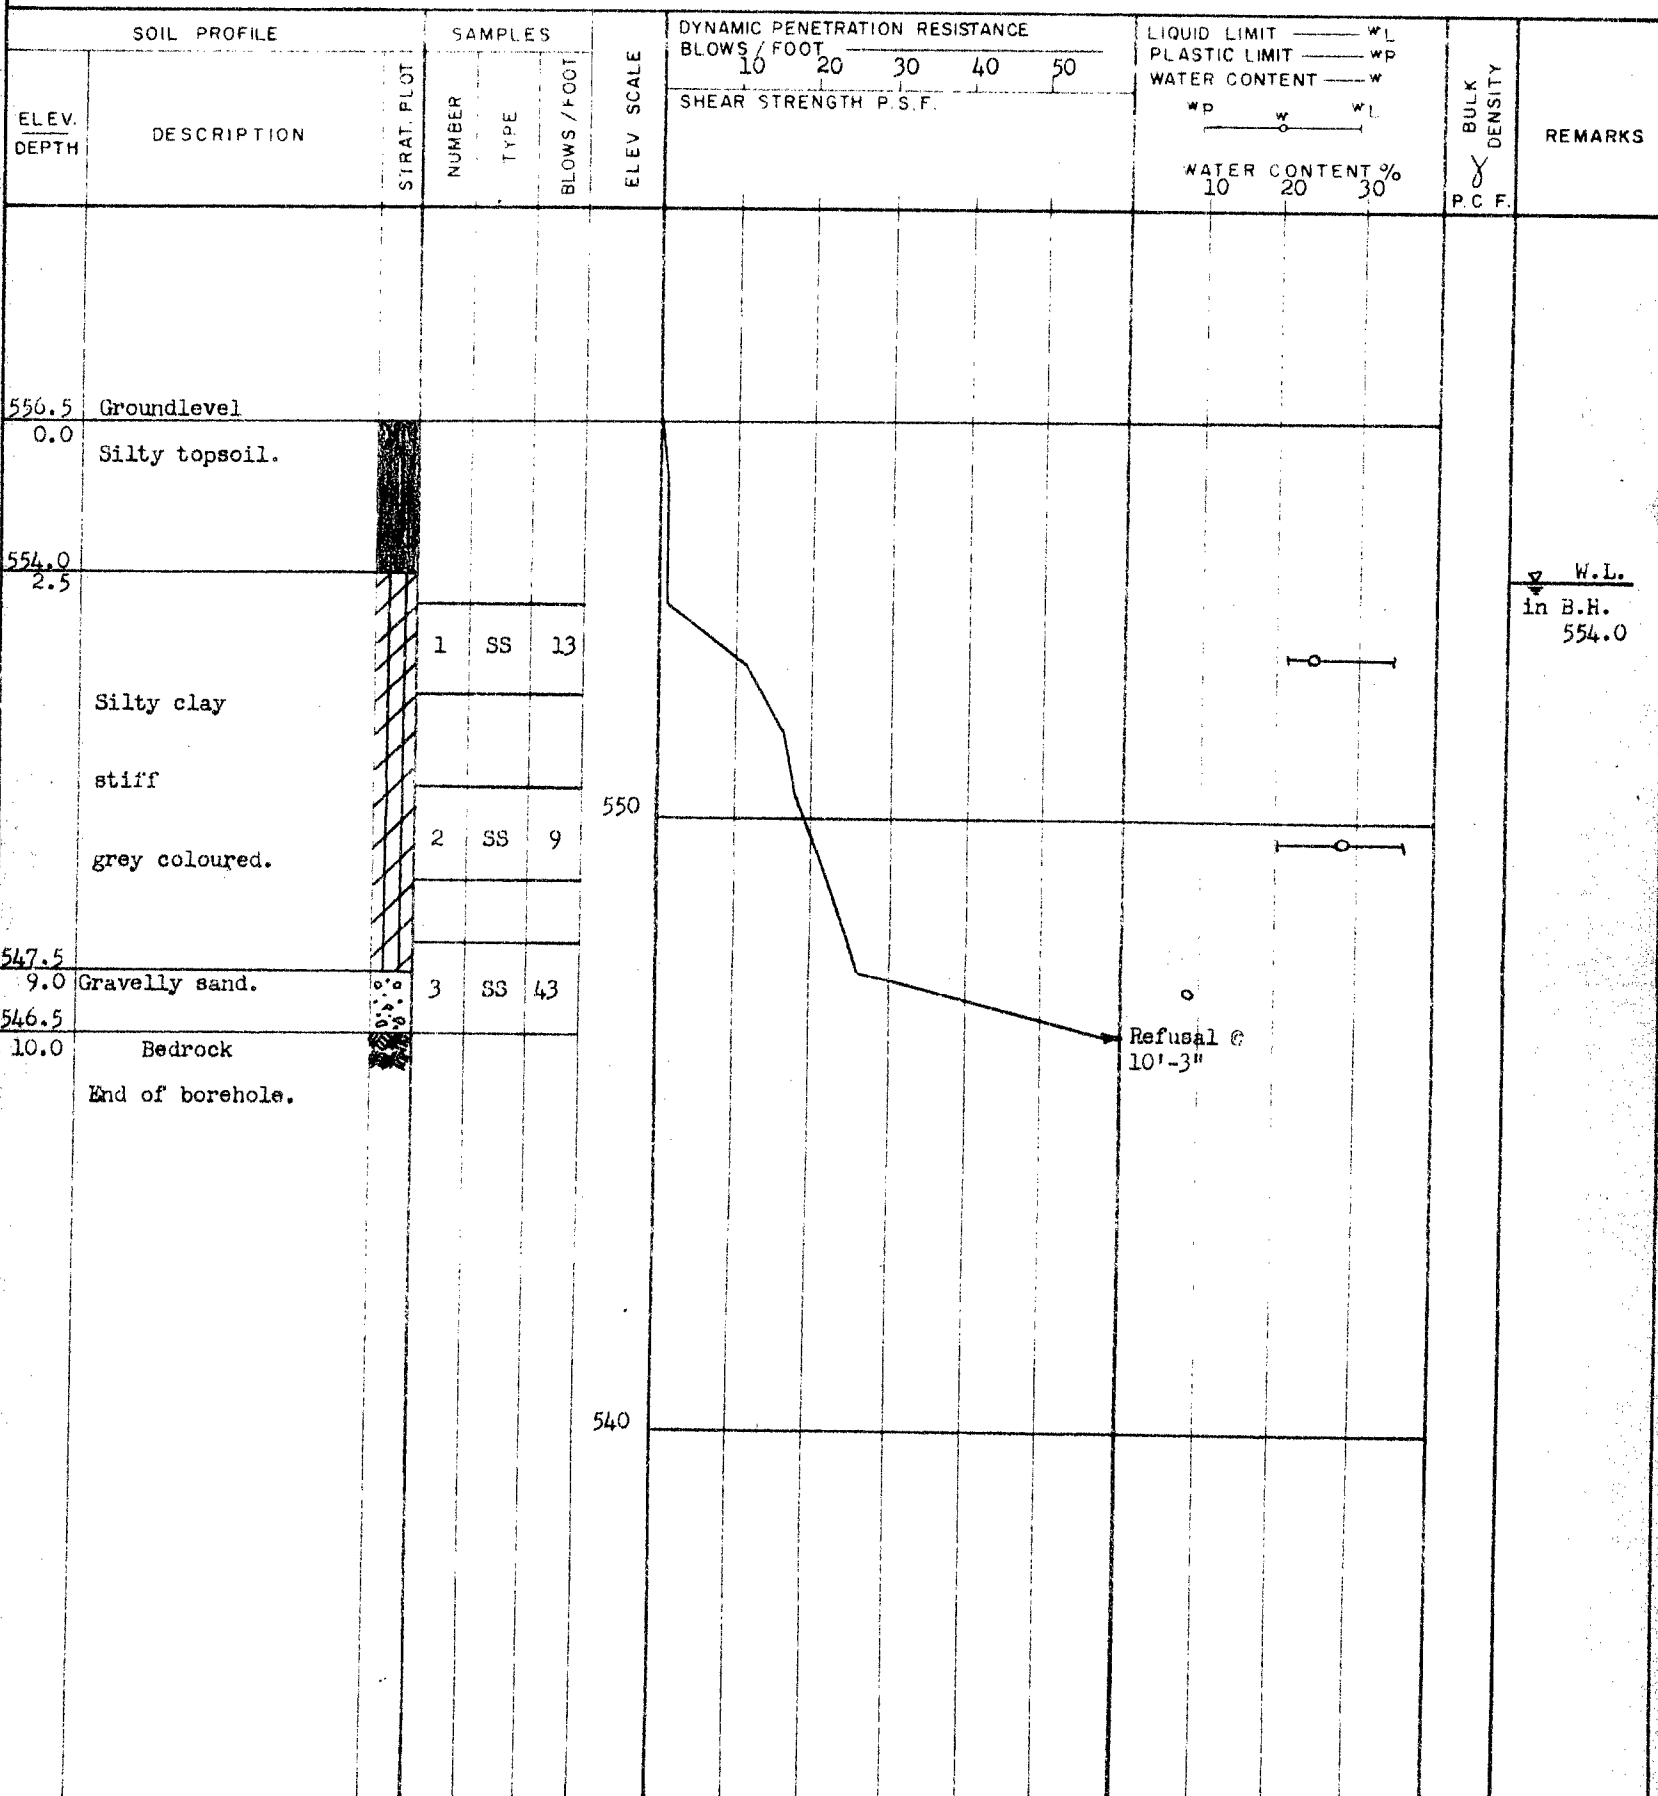 SOIL PROFILE
SAMPLES
ELEV.
DEPTH
DESCRIPTION
STRAT. PLOT
NUMBER
TYPE
BLOWS / FOOT
ELEV SCALE
DYNAMIC PENETRATION RESISTANCE
BLOWS / FOOT
10 20 30 40 50
SHEAR STRENGTH P.S.F.
LIQUID LIMIT WL
PLASTIC LIMIT WP
WATER CONTENT W
WP W WL
WATER CONTENT %
10 20 30
BULK DENSITY
γ
P.C.F.
REMARKS
556.5 Groundlevel
0.0
Silty topsoil.
554.0
2.5
W.L.
in B.H.
554.0
1 SS 13
Silty clay
stiff
550
2 SS 9
grey coloured.
547.5
9.0 Gravelly sand.
3 SS 43
546.5
10.0 Bedrock
Refusal @
10'-3"
End of borehole.
540